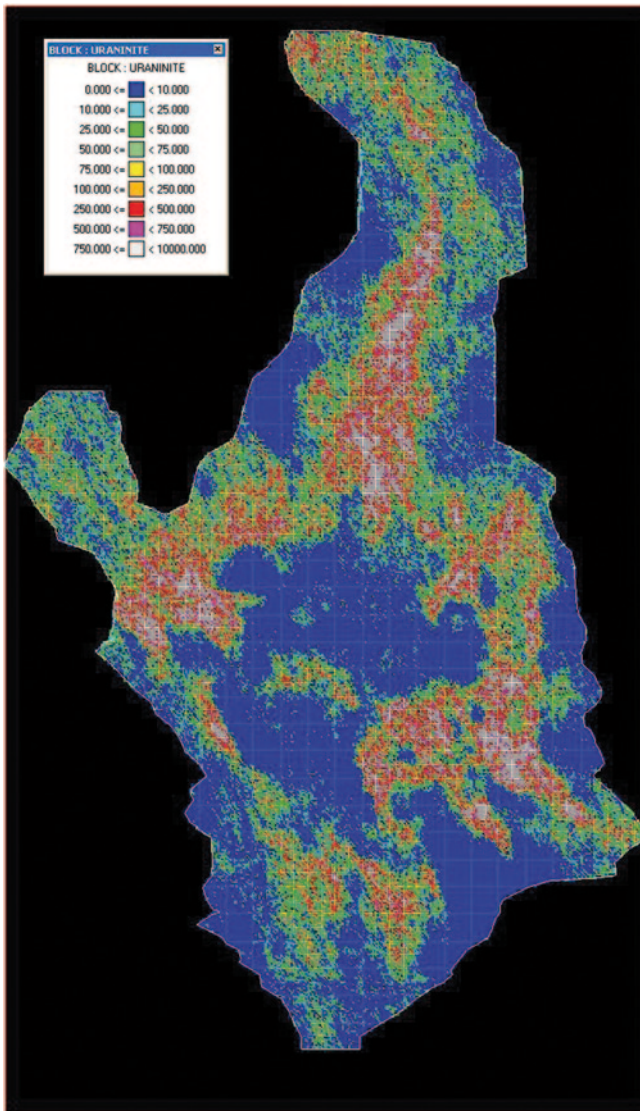 BLOCK : URANINITE
BLOCK : URANINITE
0.000 <= < 10.000
10.000 <= < 25.000
25.000 <= < 50.000
50.000 <= < 75.000
75.000 <= < 100.000
100.000 <= < 250.000
250.000 <= < 500.000
500.000 <= < 750.000
750.000 <= < 10000.000